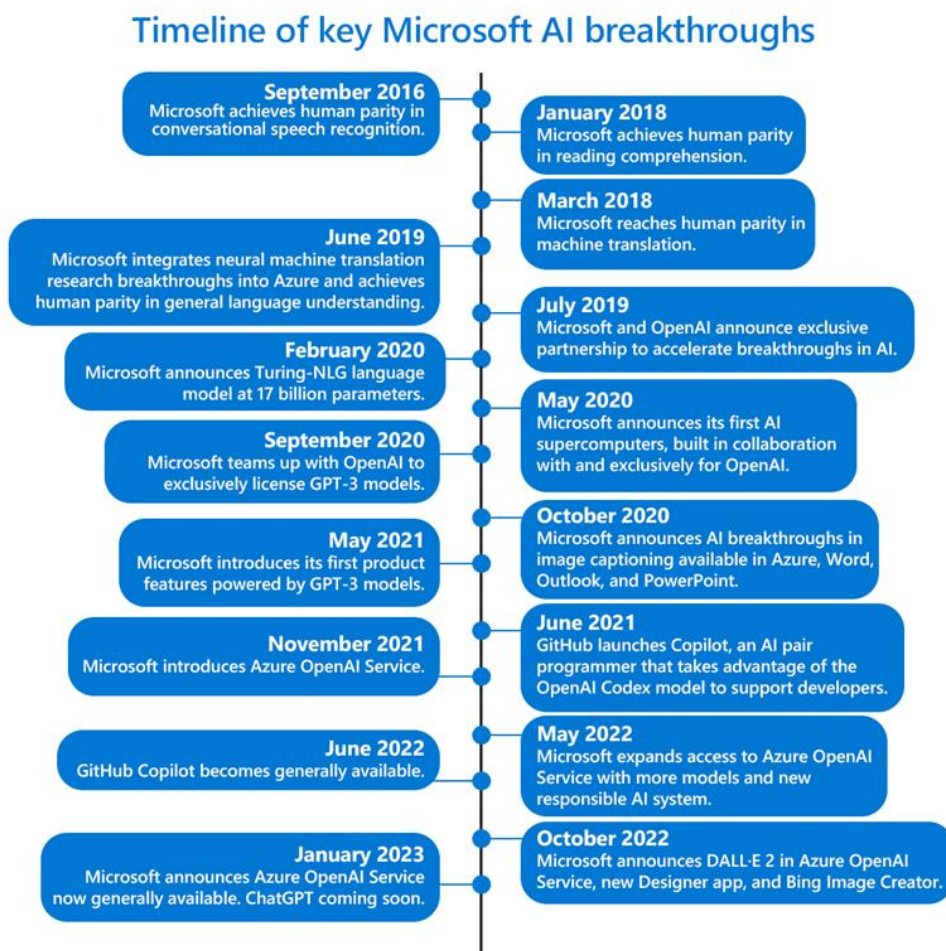 Timeline of key Microsoft AI breakthroughs
September 2016
Microsoft achieves human parity in
conversational speech recognition.
January 2018
Microsoft achieves human parity
in reading comprehension.
March 2018
Microsoft reaches human parity in
machine translation.
June 2019
Microsoft integrates neural machine translation
research breakthroughs into Azure and achieves
human parity in general language understanding.
July 2019
Microsoft and OpenAI announce exclusive
partnership to accelerate breakthroughs in AI.
February 2020
Microsoft announces Turing-NLG language
model at 17 billion parameters.
May 2020
Microsoft announces its first AI
supercomputers, built in collaboration
with and exclusively for OpenAI.
September 2020
Microsoft teams up with OpenAI to
exclusively license GPT-3 models.
October 2020
Microsoft announces AI breakthroughs in
image captioning available in Azure, Word,
Outlook, and PowerPoint.
May 2021
Microsoft introduces its first product
features powered by GPT-3 models.
June 2021
GitHub launches Copilot, an AI pair
programmer that takes advantage of the
OpenAI Codex model to support developers.
November 2021
Microsoft introduces Azure OpenAI Service.
May 2022
Microsoft expands access to Azure OpenAI
Service with more models and new
responsible AI system.
June 2022
GitHub Copilot becomes generally available.
October 2022
Microsoft announces DALL·E 2 in Azure OpenAI
Service, new Designer app, and Bing Image Creator.
January 2023
Microsoft announces Azure OpenAI Service
now generally available. ChatGPT coming soon.